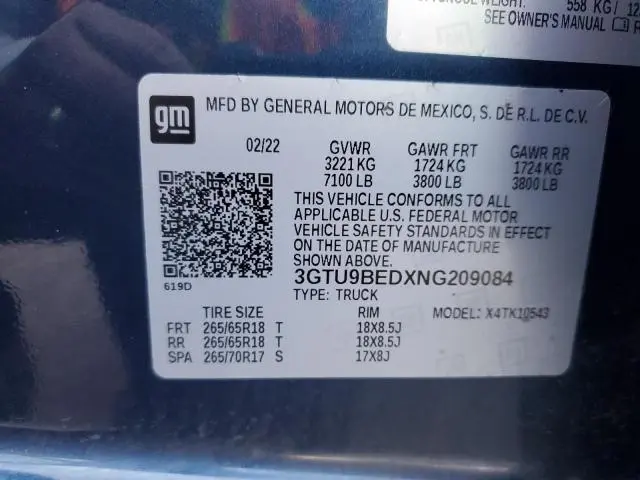 558 KG/ 12
SEE OWNER'S MANUAL
gm
MFD BY GENERAL MOTORS DE MEXICO, S. DE R.L. DE C.V.
02/22 GVWR GAWR FRT GAWR RR
3221 KG 1724 KG 1724 KG
7100 LB 3800 LB 3800 LB
THIS VEHICLE CONFORMS TO ALL
APPLICABLE U.S. FEDERAL MOTOR
VEHICLE SAFETY STANDARDS IN EFFECT
ON THE DATE OF MANUFACTURE
SHOWN ABOVE.
619D
3GTU9BEDXNG209084
TYPE: TRUCK
TIRE SIZE RIM MODEL: X4TK10543
FRT 265/65R18 T 18X8.5J
RR 265/65R18 T 18X8.5J
SPA 265/70R17 S 17X8J